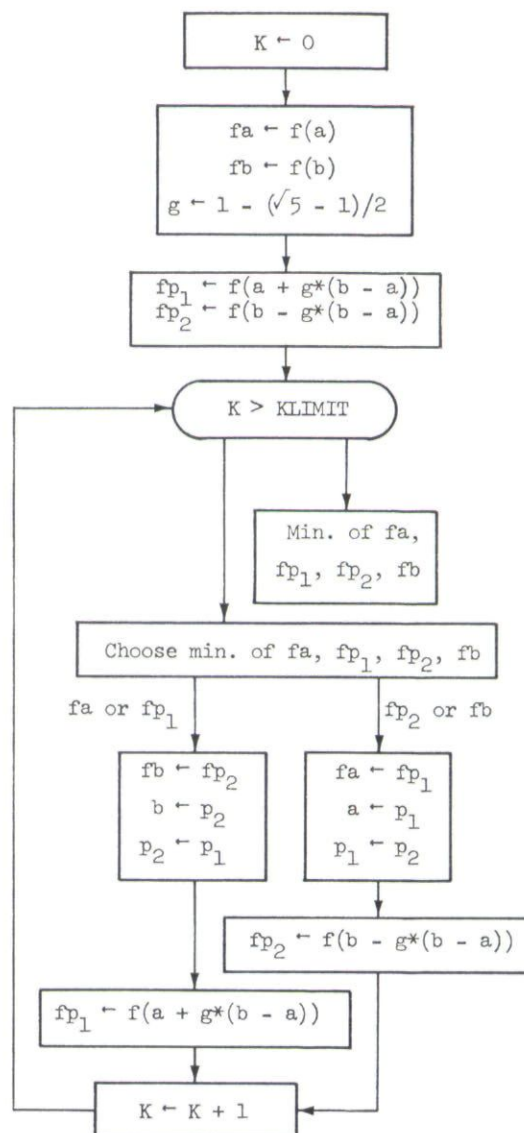 K ← 0
fa ← f(a)
fb ← f(b)
g ← 1 - (√5 - 1)/2
fp₁ ← f(a + g*(b - a))
fp₂ ← f(b - g*(b - a))
K > KLIMIT
Min. of fa,
fp₁, fp₂, fb
Choose min. of fa, fp₁, fp₂, fb
fa or fp₁
fp₂ or fb
fb ← fp₂
b ← p₂
p₂ ← p₁
fa ← fp₁
a ← p₁
p₁ ← p₂
fp₂ ← f(b - g*(b - a))
fp₁ ← f(a + g*(b - a))
K ← K + 1